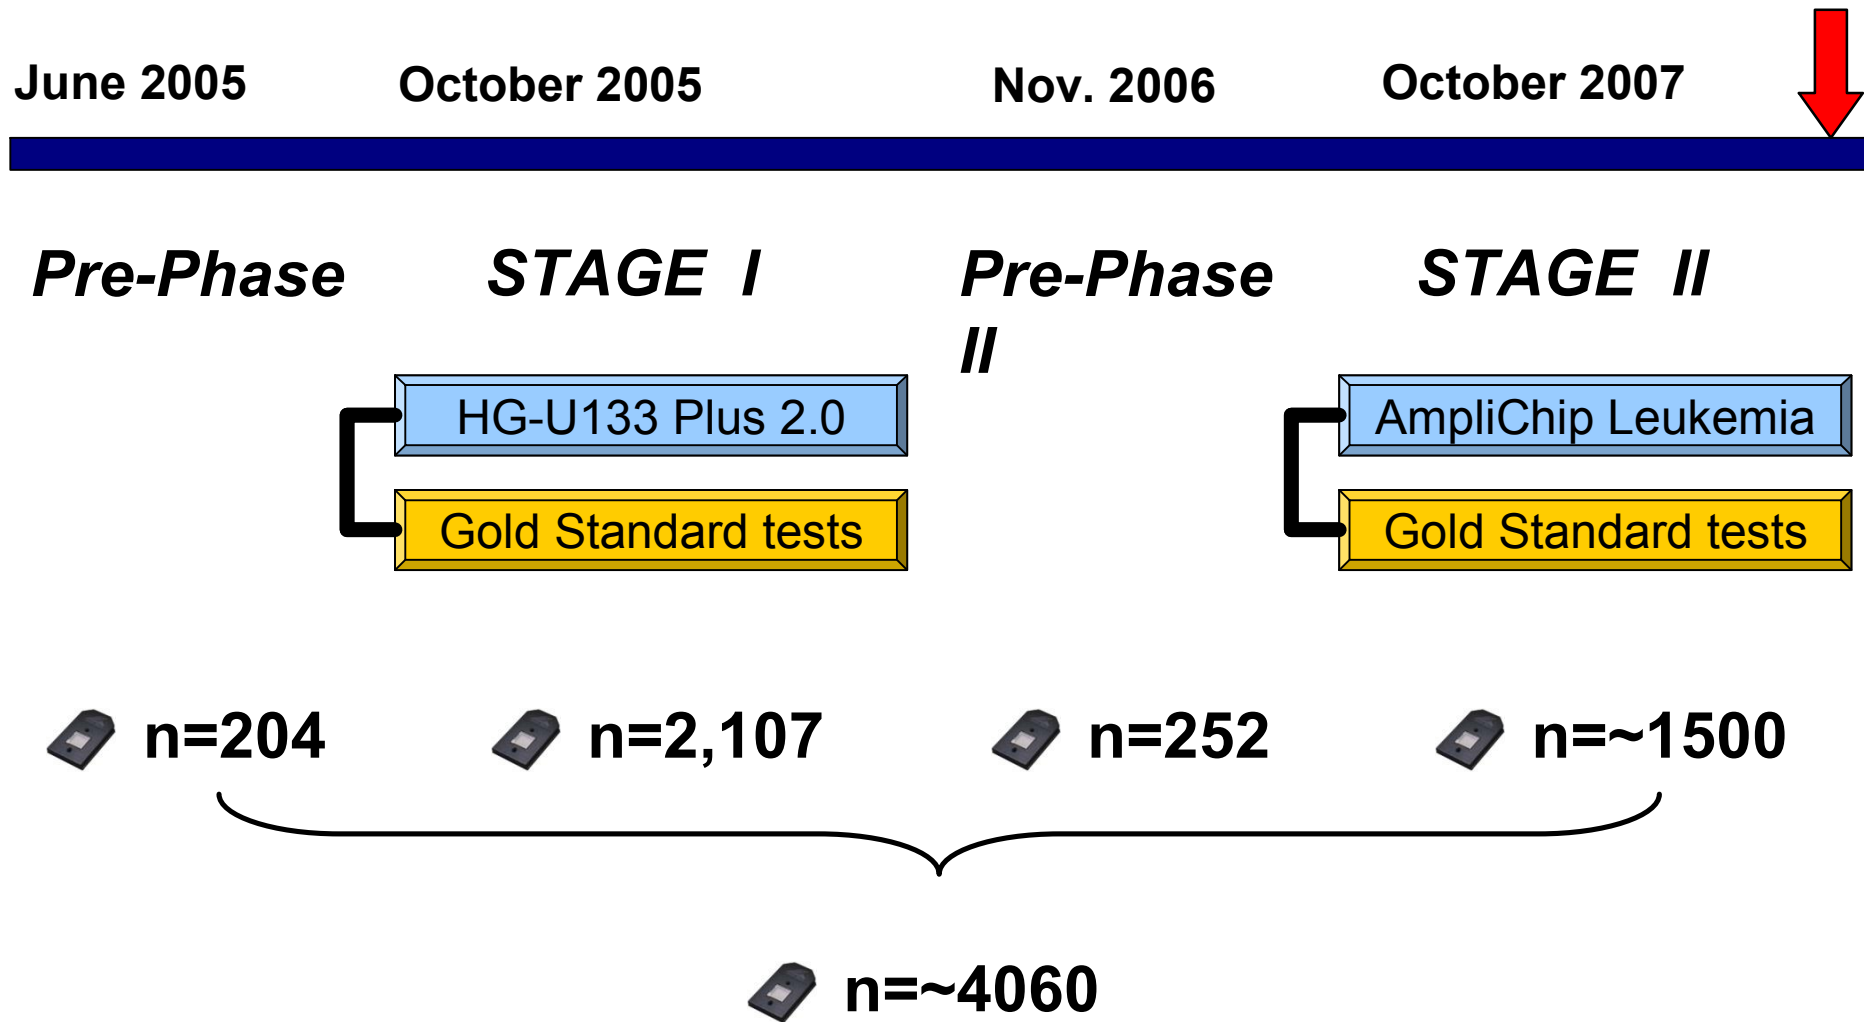 June 2005 October 2005 Nov. 2006 October 2007
Pre-Phase STAGE I Pre-Phase II STAGE II
HG-U133 Plus 2.0 AmpliChip Leukemia
Gold Standard tests Gold Standard tests
n=204 n=2,107 n=252 n=~1500
n=~4060